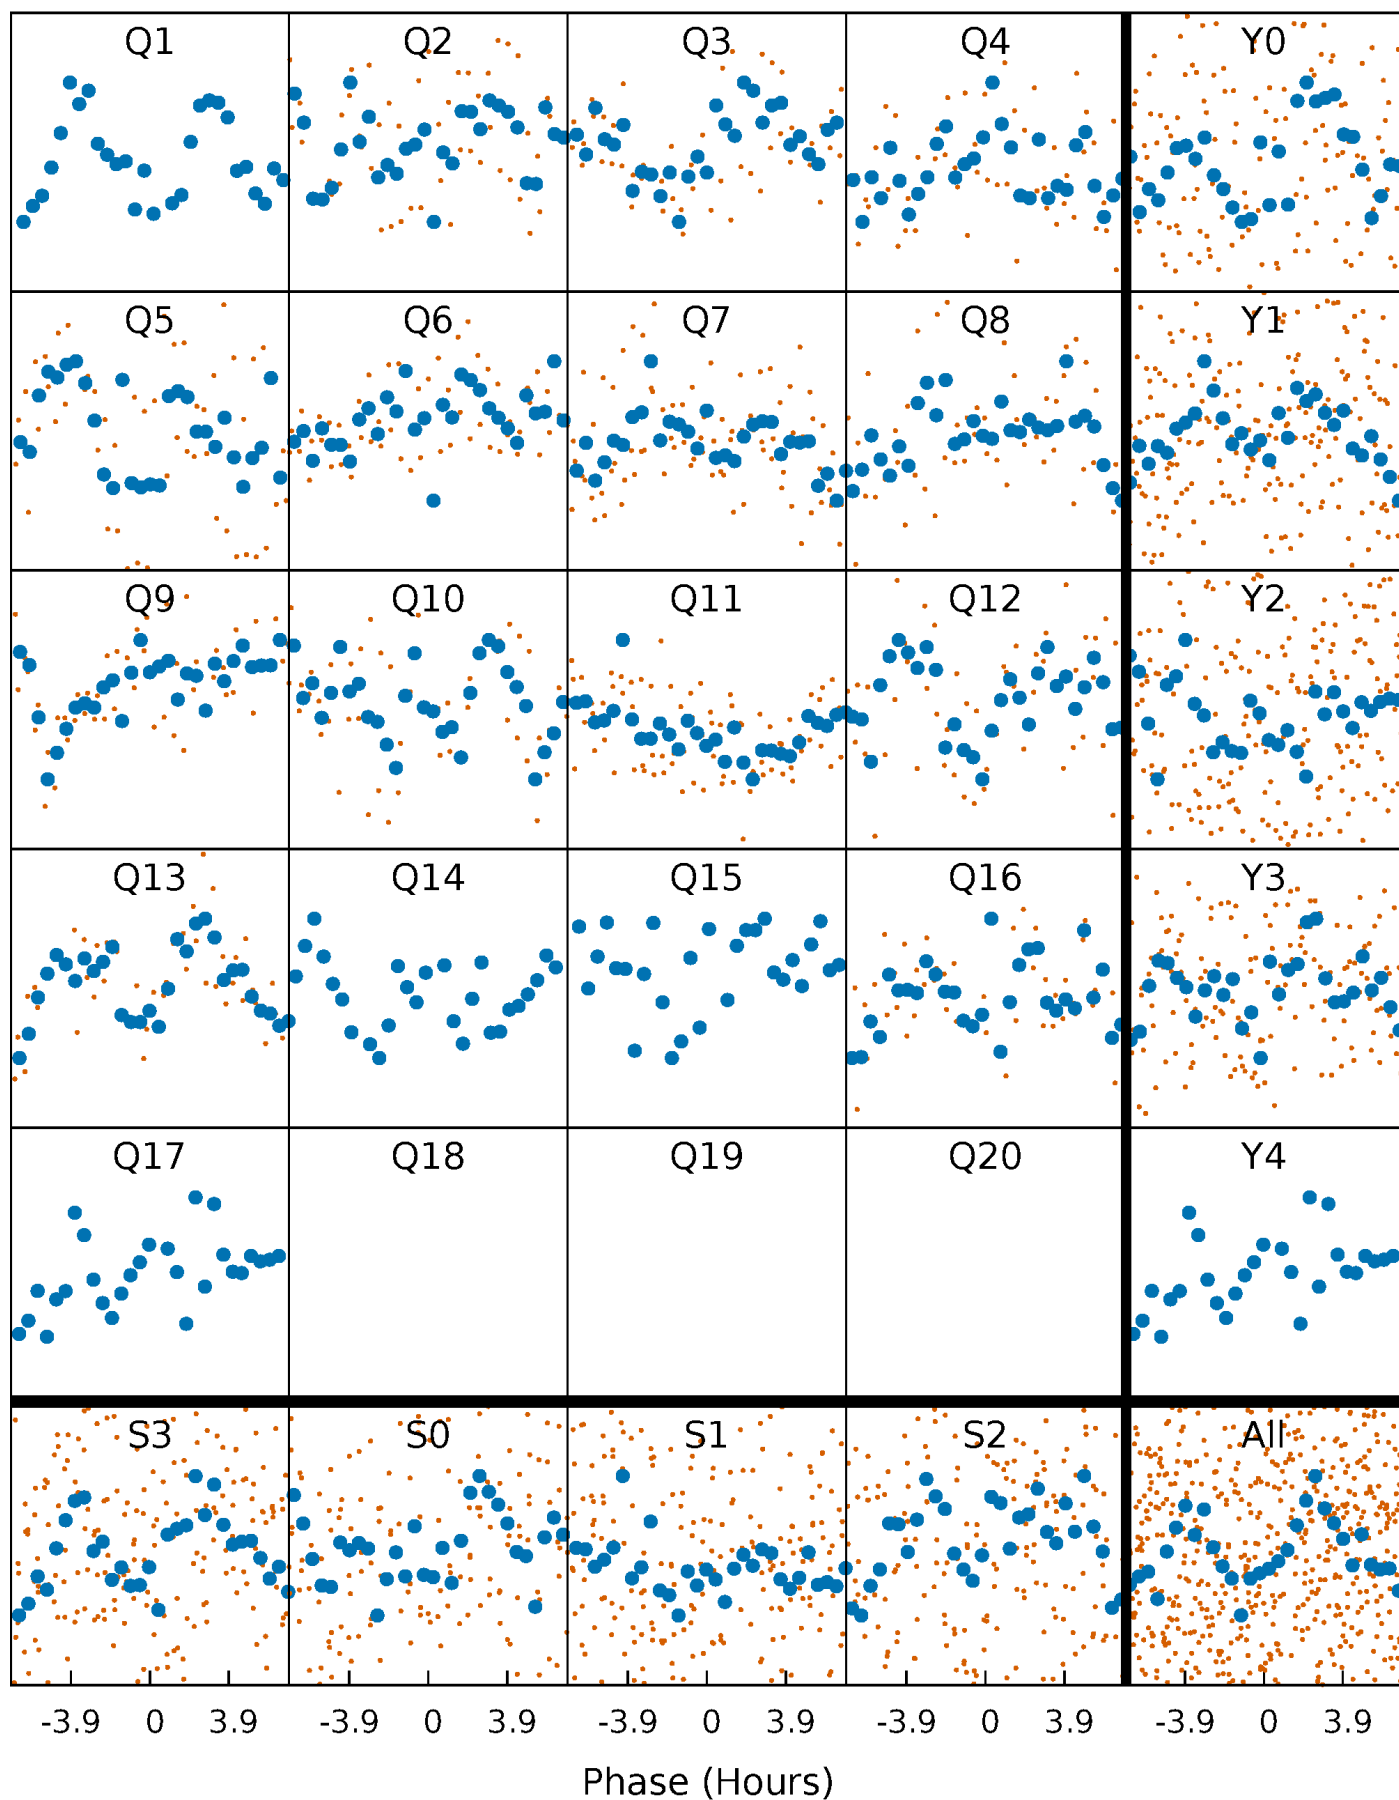 Q1 Q2 Q3 Q4 Y0
Q5 Q6 Q7 Q8 Y1
Q9 Q10 Q11 Q12 Y2
Q13 Q14 Q15 Q16 Y3
Q17 Q18 Q19 Q20 Y4
S3 S0 S1 S2 All
-3.9 0 3.9 -3.9 0 3.9 -3.9 0 3.9 -3.9 0 3.9 -3.9 0 3.9
Phase (Hours)